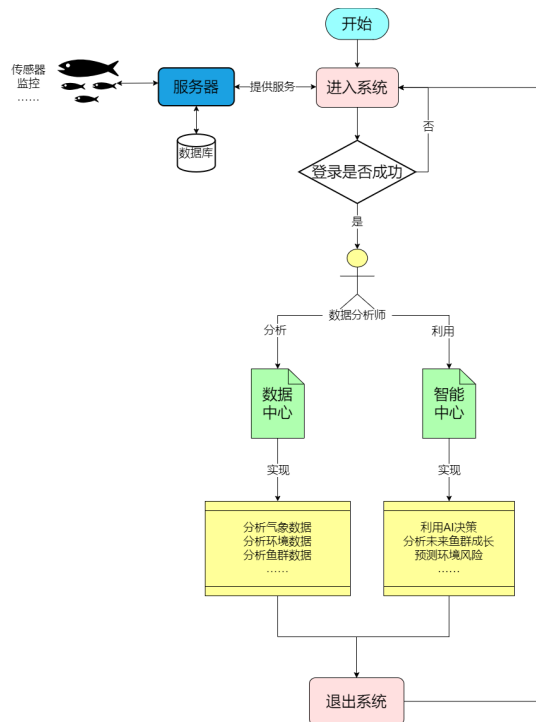 开始
传感器
监控
……
服务器
提供服务
进入系统
否
数据库
登录是否成功
是
数据分析师
分析
利用
数据
中心
智能
中心
实现
实现
分析气象数据
分析环境数据
分析鱼群数据
……
利用AI决策
分析未来鱼群成长
预测环境风险
……
退出系统